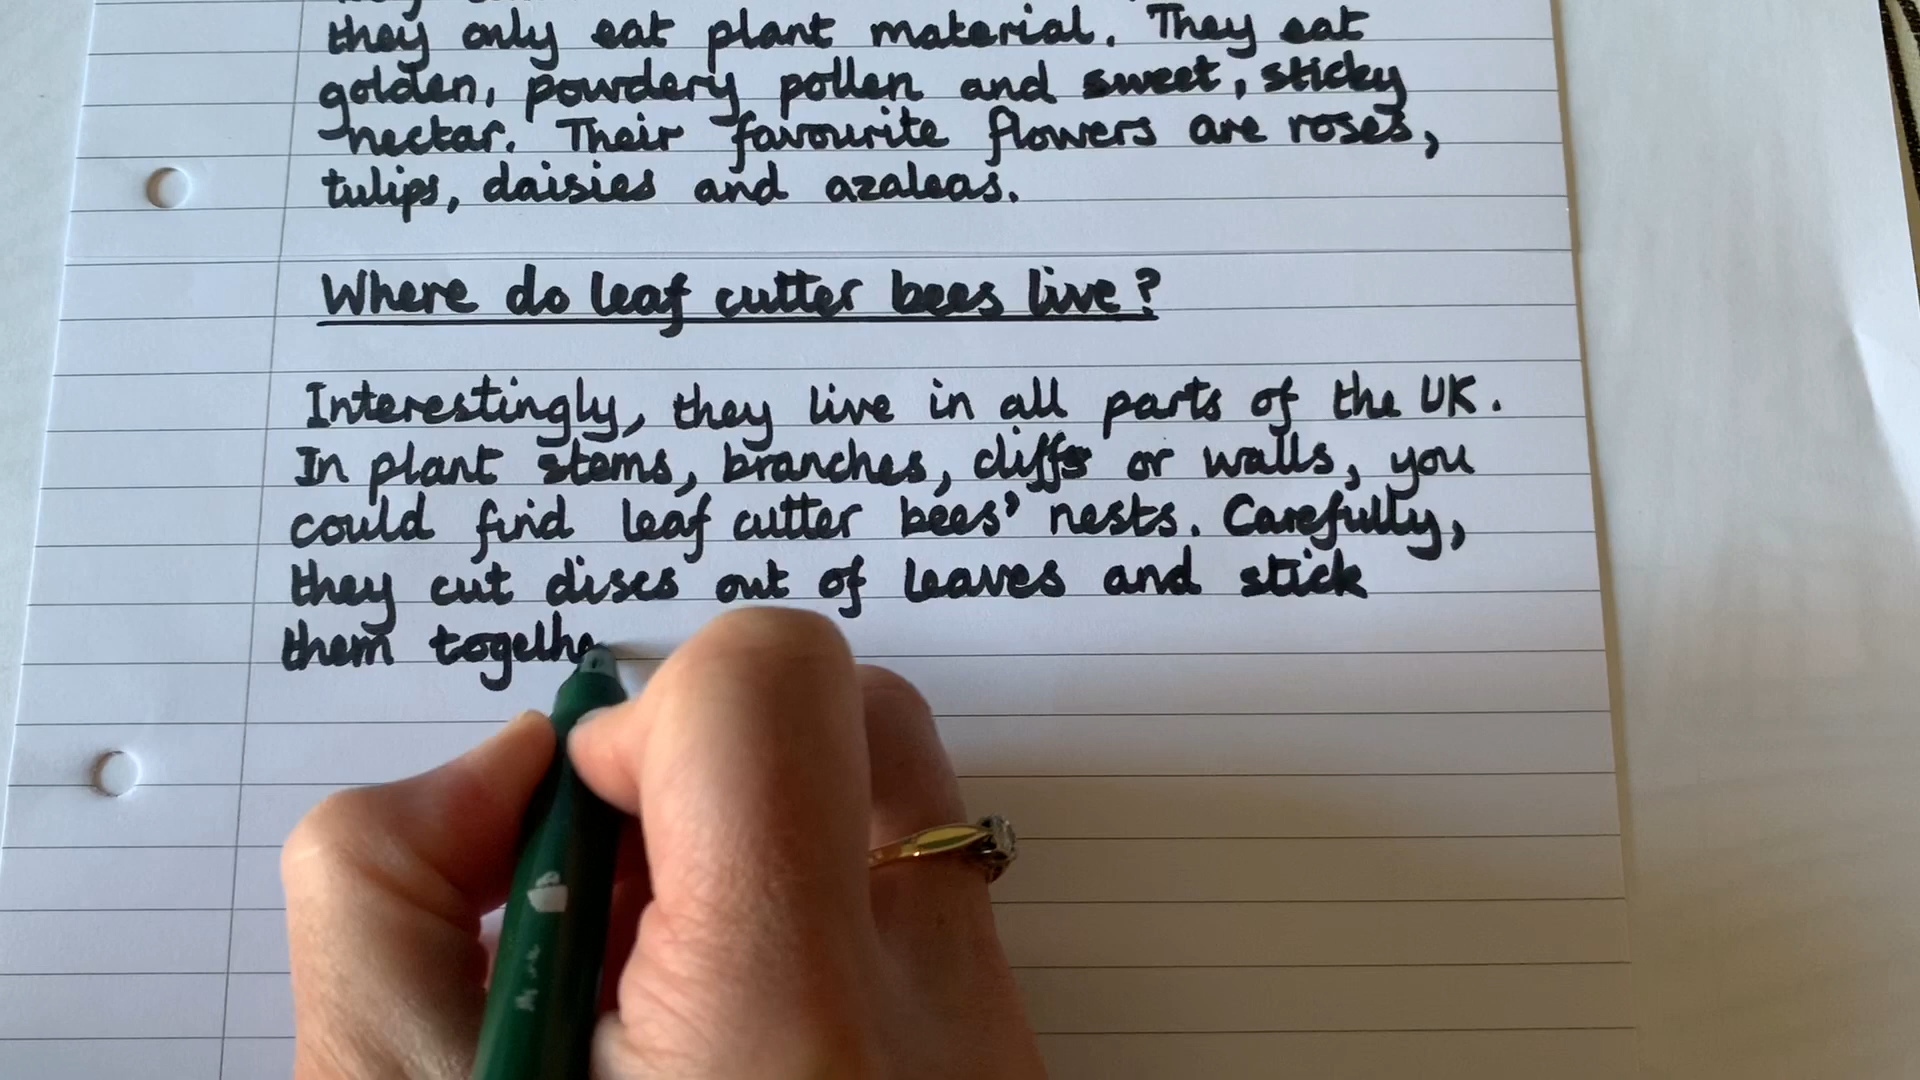 they only eat plant material. They eat
golden, powdery pollen and sweet, sticky
nectar. Their favourite flowers are roses,
tulips, daisies and azaleas.
Where do leaf cutter bees live?
Interestingly, they live in all parts of the UK.
In plant stems, branches, cliffs or walls, you
could find leaf cutter bees' nests. Carefully,
they cut discs out of leaves and stick
them togethe